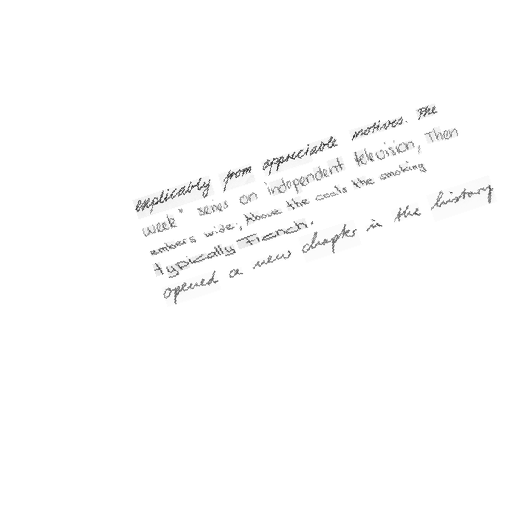 explicably from appreciable motives. The
week" series on independent television, Then
embers wide; Above the coals the smoking
typically French.
opened a new chapter in the history